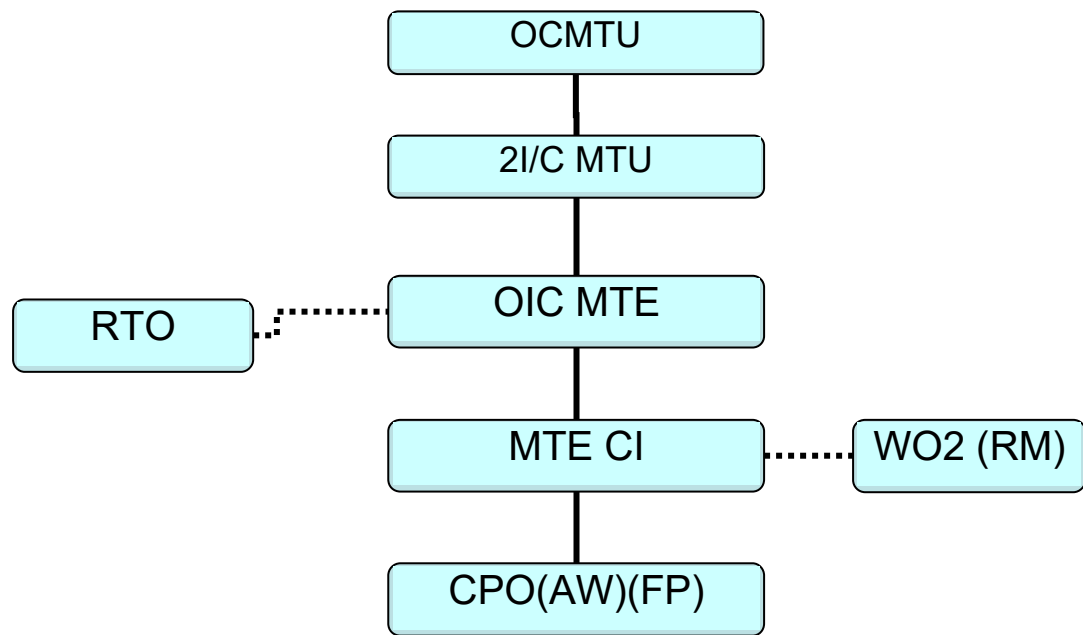 OCMTU
2I/C MTU
OIC MTE
RTO
MTE CI
WO2 (RM)
CPO(AW)(FP)